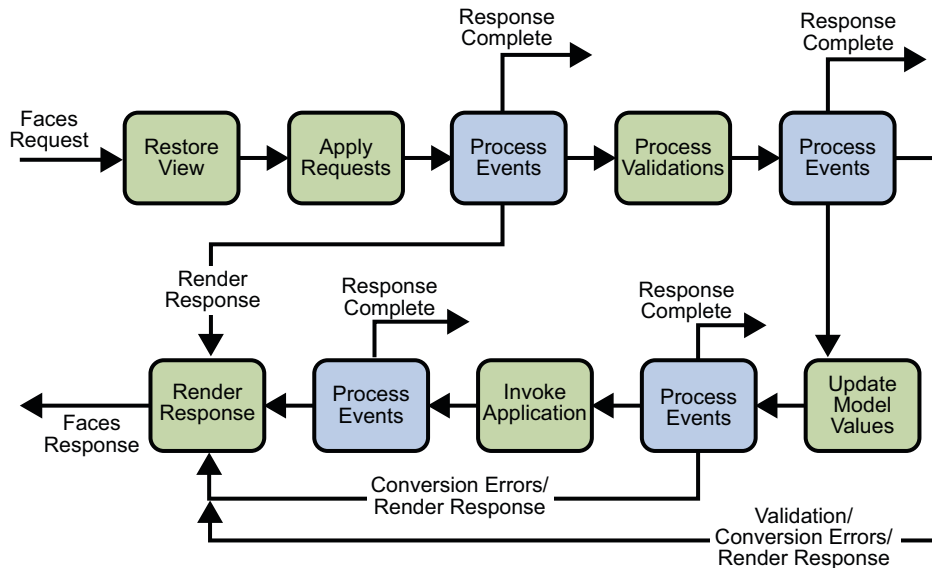 Response
Complete
Response
Complete
Faces
Request
Restore
View
Apply
Requests
Process
Events
Process
Validations
Process
Events
Render
Response
Response
Complete
Response
Complete
Render
Response
Process
Events
Invoke
Application
Process
Events
Update
Model
Values
Faces
Response
Conversion Errors/
Render Response
Validation/
Conversion Errors/
Render Response